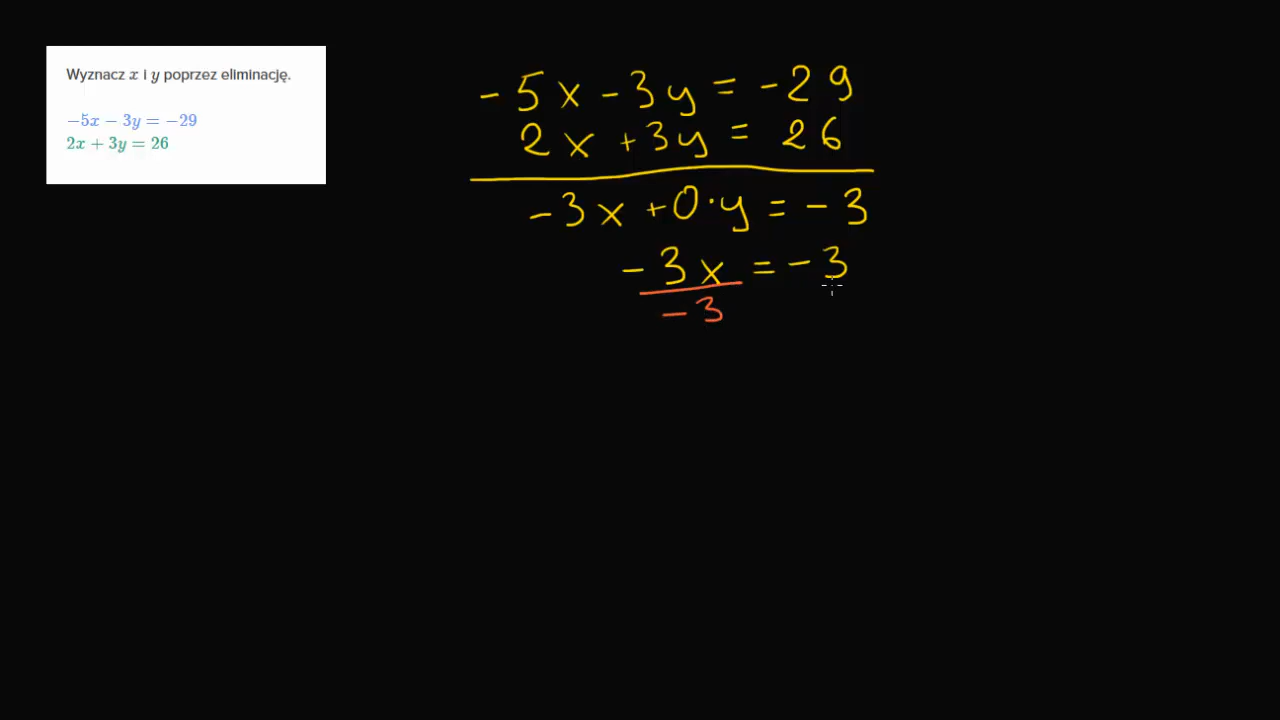 Wyznacz x i y poprzez eliminację.
−5x − 3y = −29
2x + 3y = 26
-5x - 3y = -29
2x + 3y = 26
-3x + 0·y = -3
-3x = -3
-3